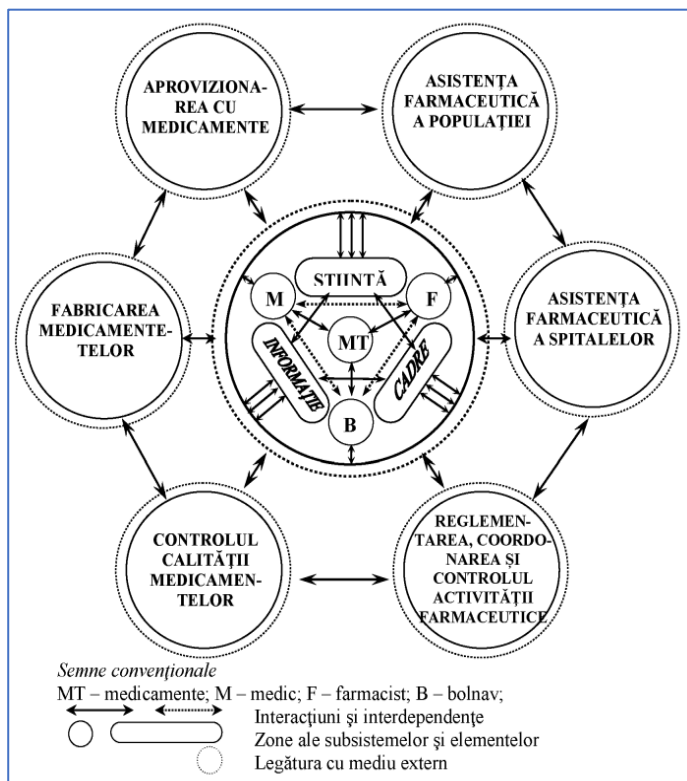 APROVIZIONA-
REA CU
MEDICAMENTE
ASISTENȚA
FARMACEUTICĂ
A POPULAȚIEI
FABRICAREA
MEDICAMENTE-
TELOR
ȘTIINȚĂ
M
F
MT
INFORMAȚIE
CADRE
B
ASISTENȚA
FARMACEUTICĂ
A SPITALELOR
CONTROLUL
CALITĂȚII
MEDICAMEN-
TELOR
REGLEMEN-
TAREA, COORDO-
NAREA ȘI
CONTROLUL
ACTIVITĂȚII
FARMACEUTICE
Semne convenționale
MT – medicamente; M – medic; F – farmacist; B – bolnav;
Interacțiuni și interdependențe
Zone ale subsistemelor și elementelor
Legătura cu mediu extern